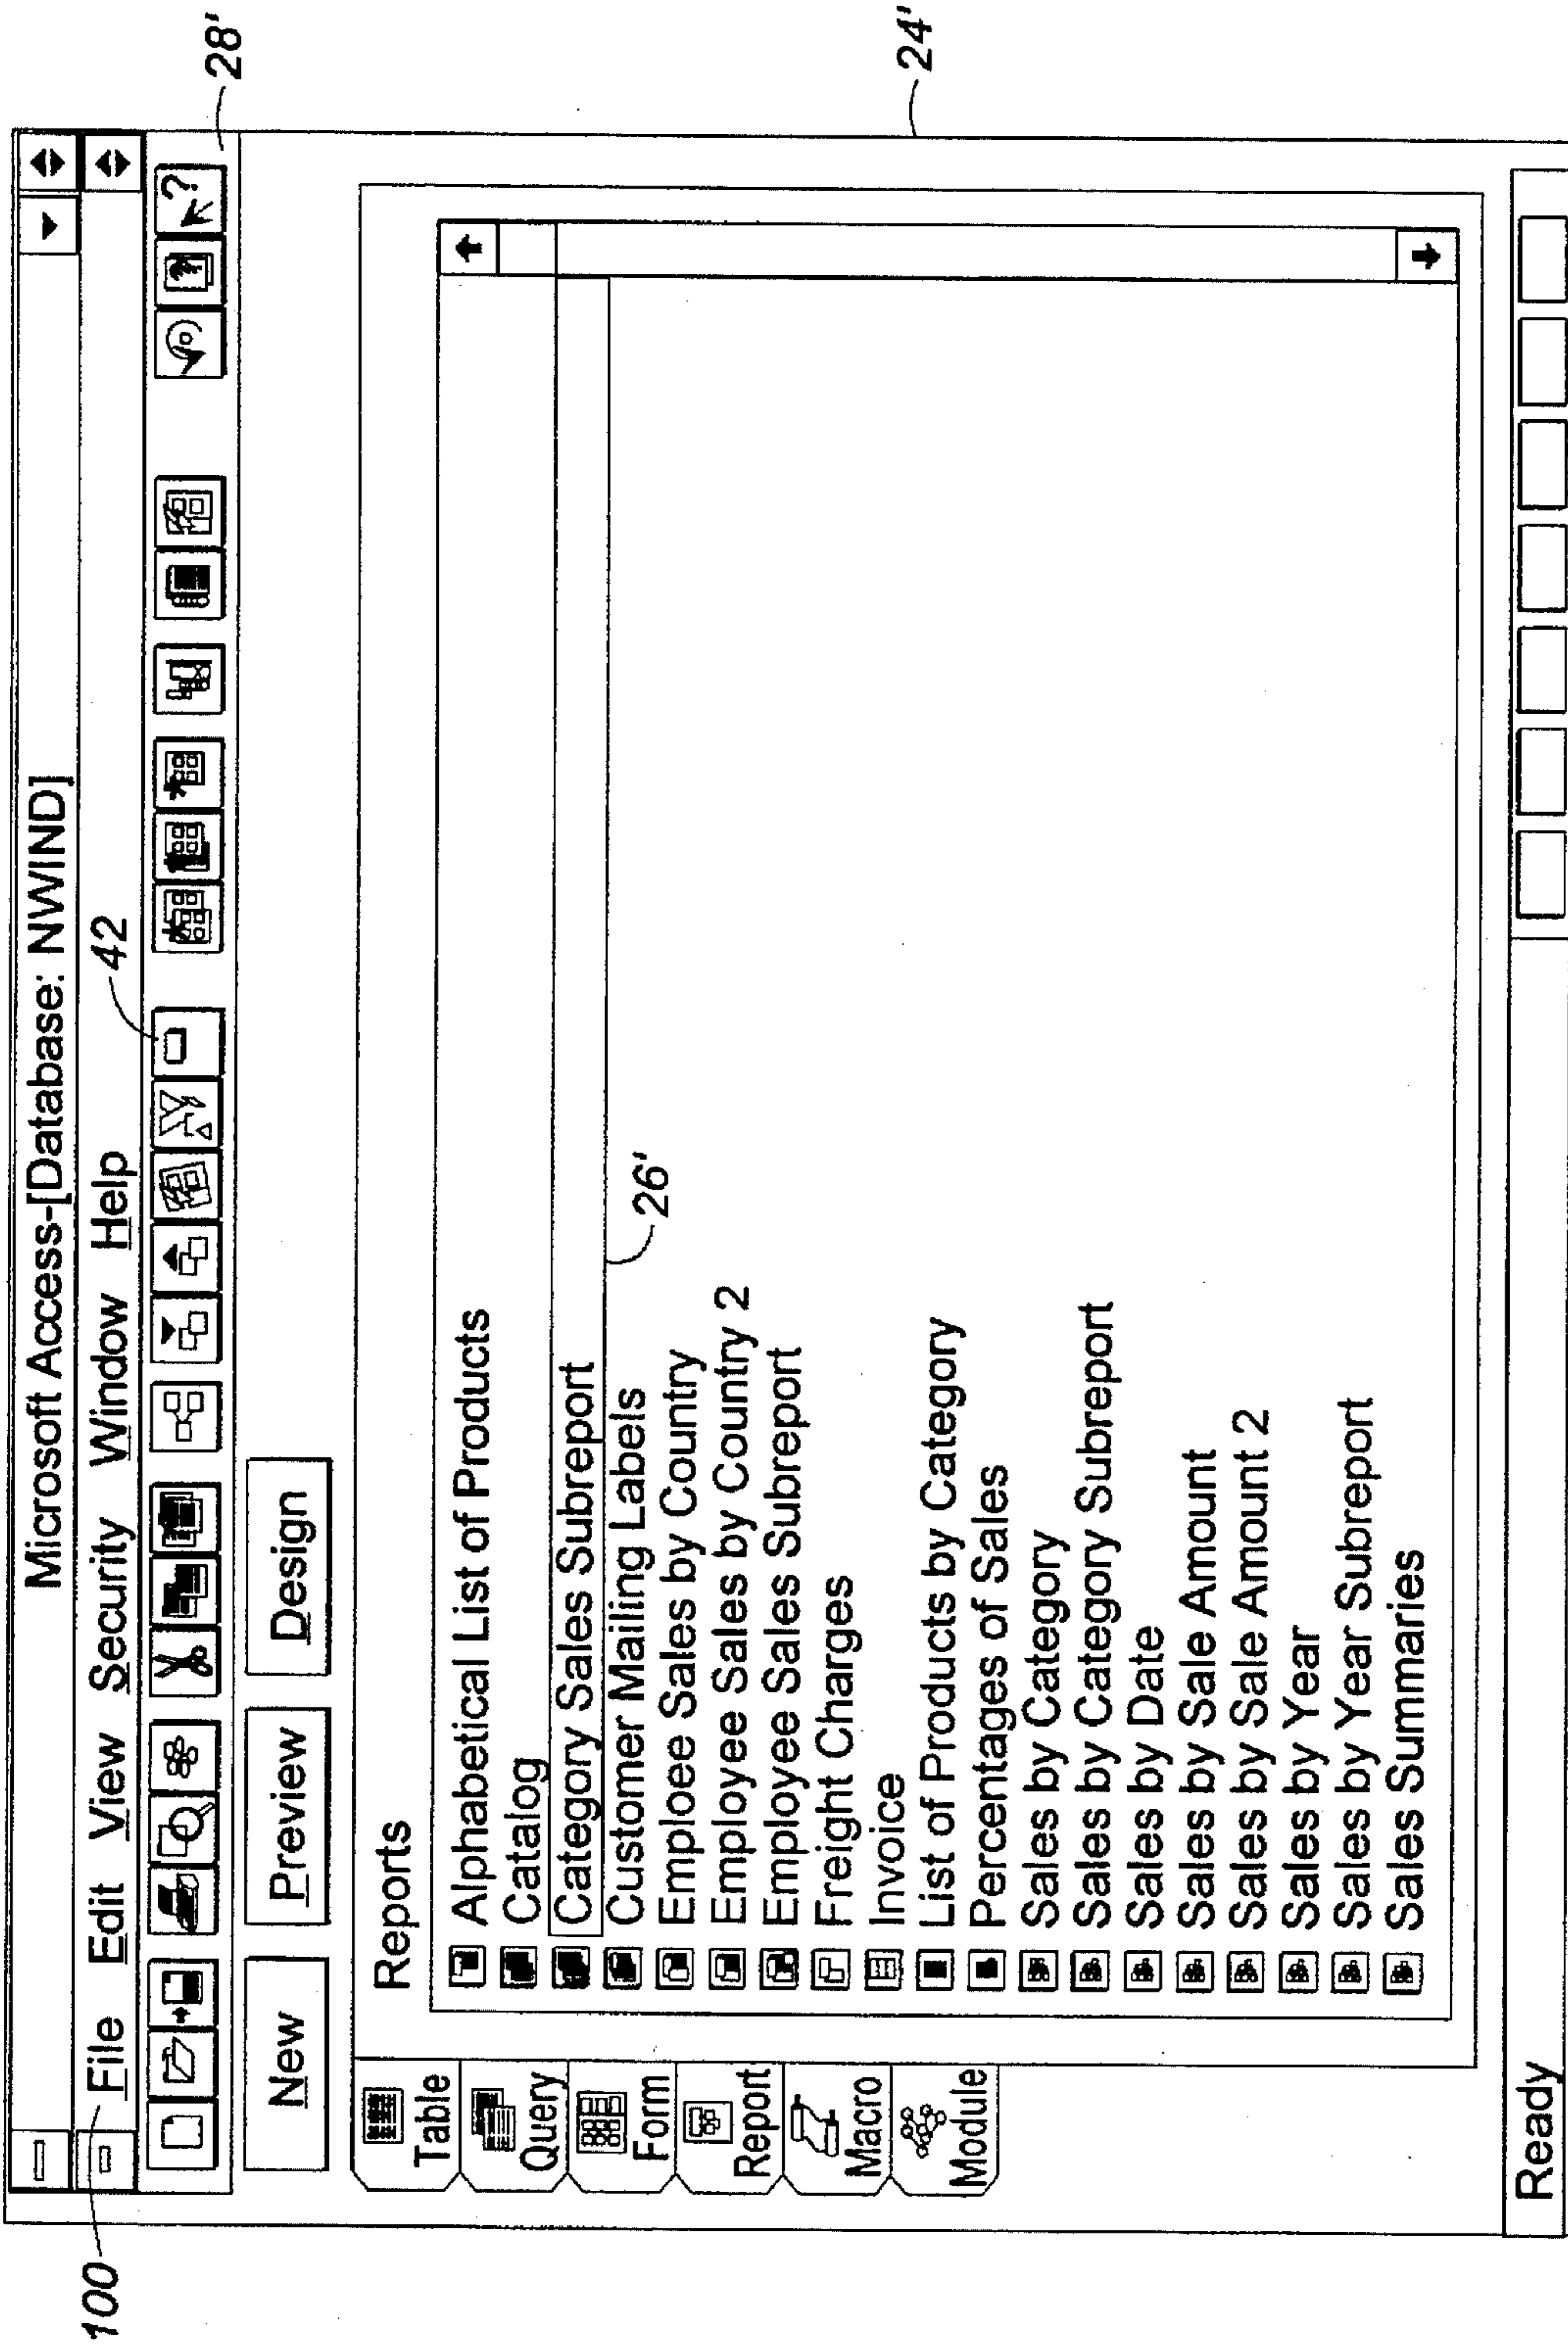 Microsoft Access-[Database: NWIND]
100
File Edit View Security Window Help
42
28'
New Preview Design
Table
Query
Form
Report
Macro
Module
Reports
Alphabetical List of Products
Catalog
Category Sales Subreport
26'
Customer Mailing Labels
Emploee Sales by Country
Employee Sales by Country 2
Employee Sales Subreport
Freight Charges
Invoice
List of Products by Category
Percentages of Sales
Sales by Category
Sales by Category Subreport
Sales by Date
Sales by Sale Amount
Sales by Sale Amount 2
Sales by Year
Sales by Year Subreport
Sales Summaries
24'
Ready